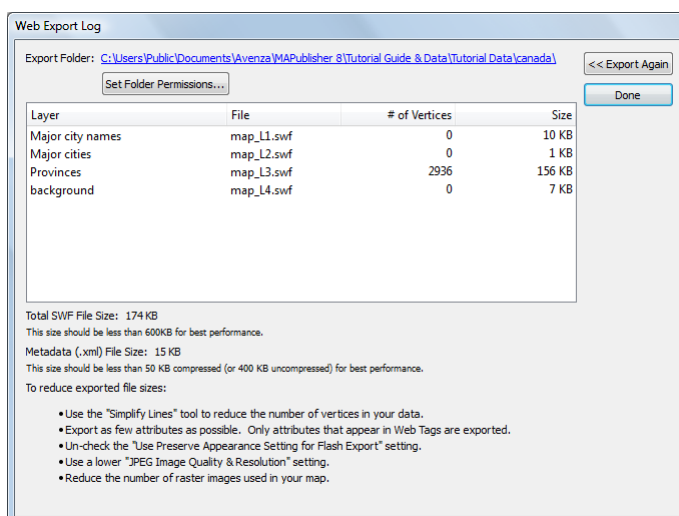 Web Export Log
Export Folder: C:\Users\Public\Documents\Avenza\MAPublisher 8\Tutorial Guide & Data\Tutorial Data\canada\
<< Export Again
Set Folder Permissions...
Done
Layer File # of Vertices Size
Major city names map_L1.swf 0 10 KB
Major cities map_L2.swf 0 1 KB
Provinces map_L3.swf 2936 156 KB
background map_L4.swf 0 7 KB
Total SWF File Size: 174 KB
This size should be less than 600KB for best performance.
Metadata (.xml) File Size: 15 KB
This size should be less than 50 KB compressed (or 400 KB uncompressed) for best performance.
To reduce exported file sizes:
•Use the "Simplify Lines" tool to reduce the number of vertices in your data.
•Export as few attributes as possible. Only attributes that appear in Web Tags are exported.
•Un-check the "Use Preserve Appearance Setting for Flash Export" setting.
•Use a lower "JPEG Image Quality & Resolution" setting.
•Reduce the number of raster images used in your map.